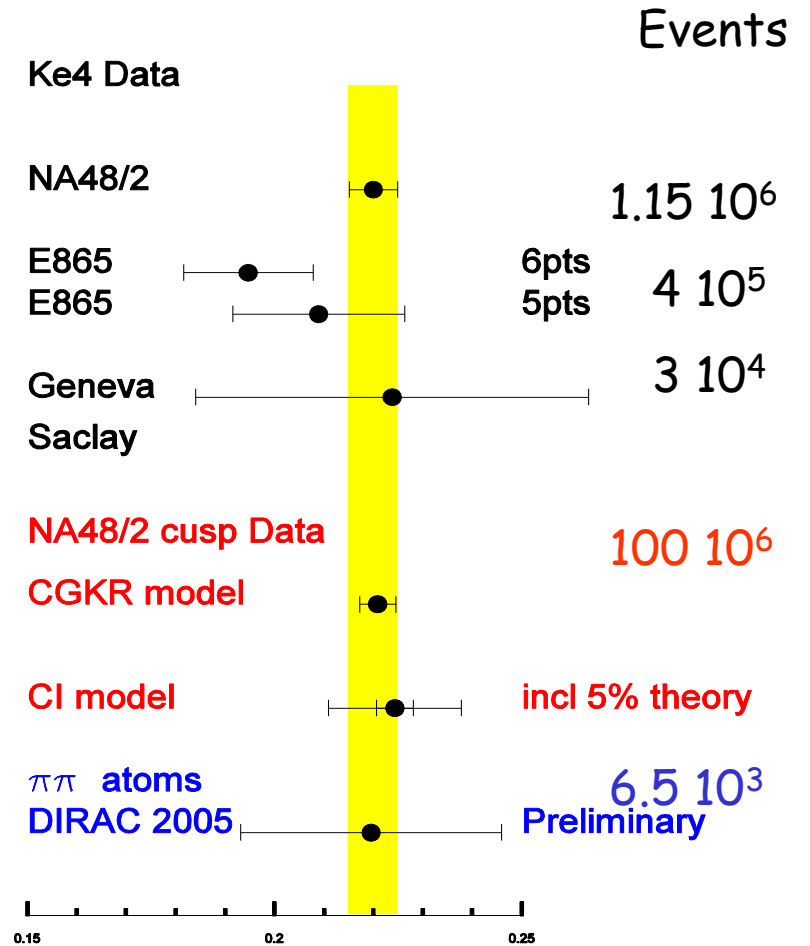 Events
Ke4 Data
NA48/2
1.15 10⁶
E865 6pts
E865 5pts
4 10⁵
Geneva
Saclay
3 10⁴
NA48/2 cusp Data
100 10⁶
CGKR model
CI model incl 5% theory
ππ atoms
6.5 10³
DIRAC 2005 Preliminary
0.15 0.2 0.25